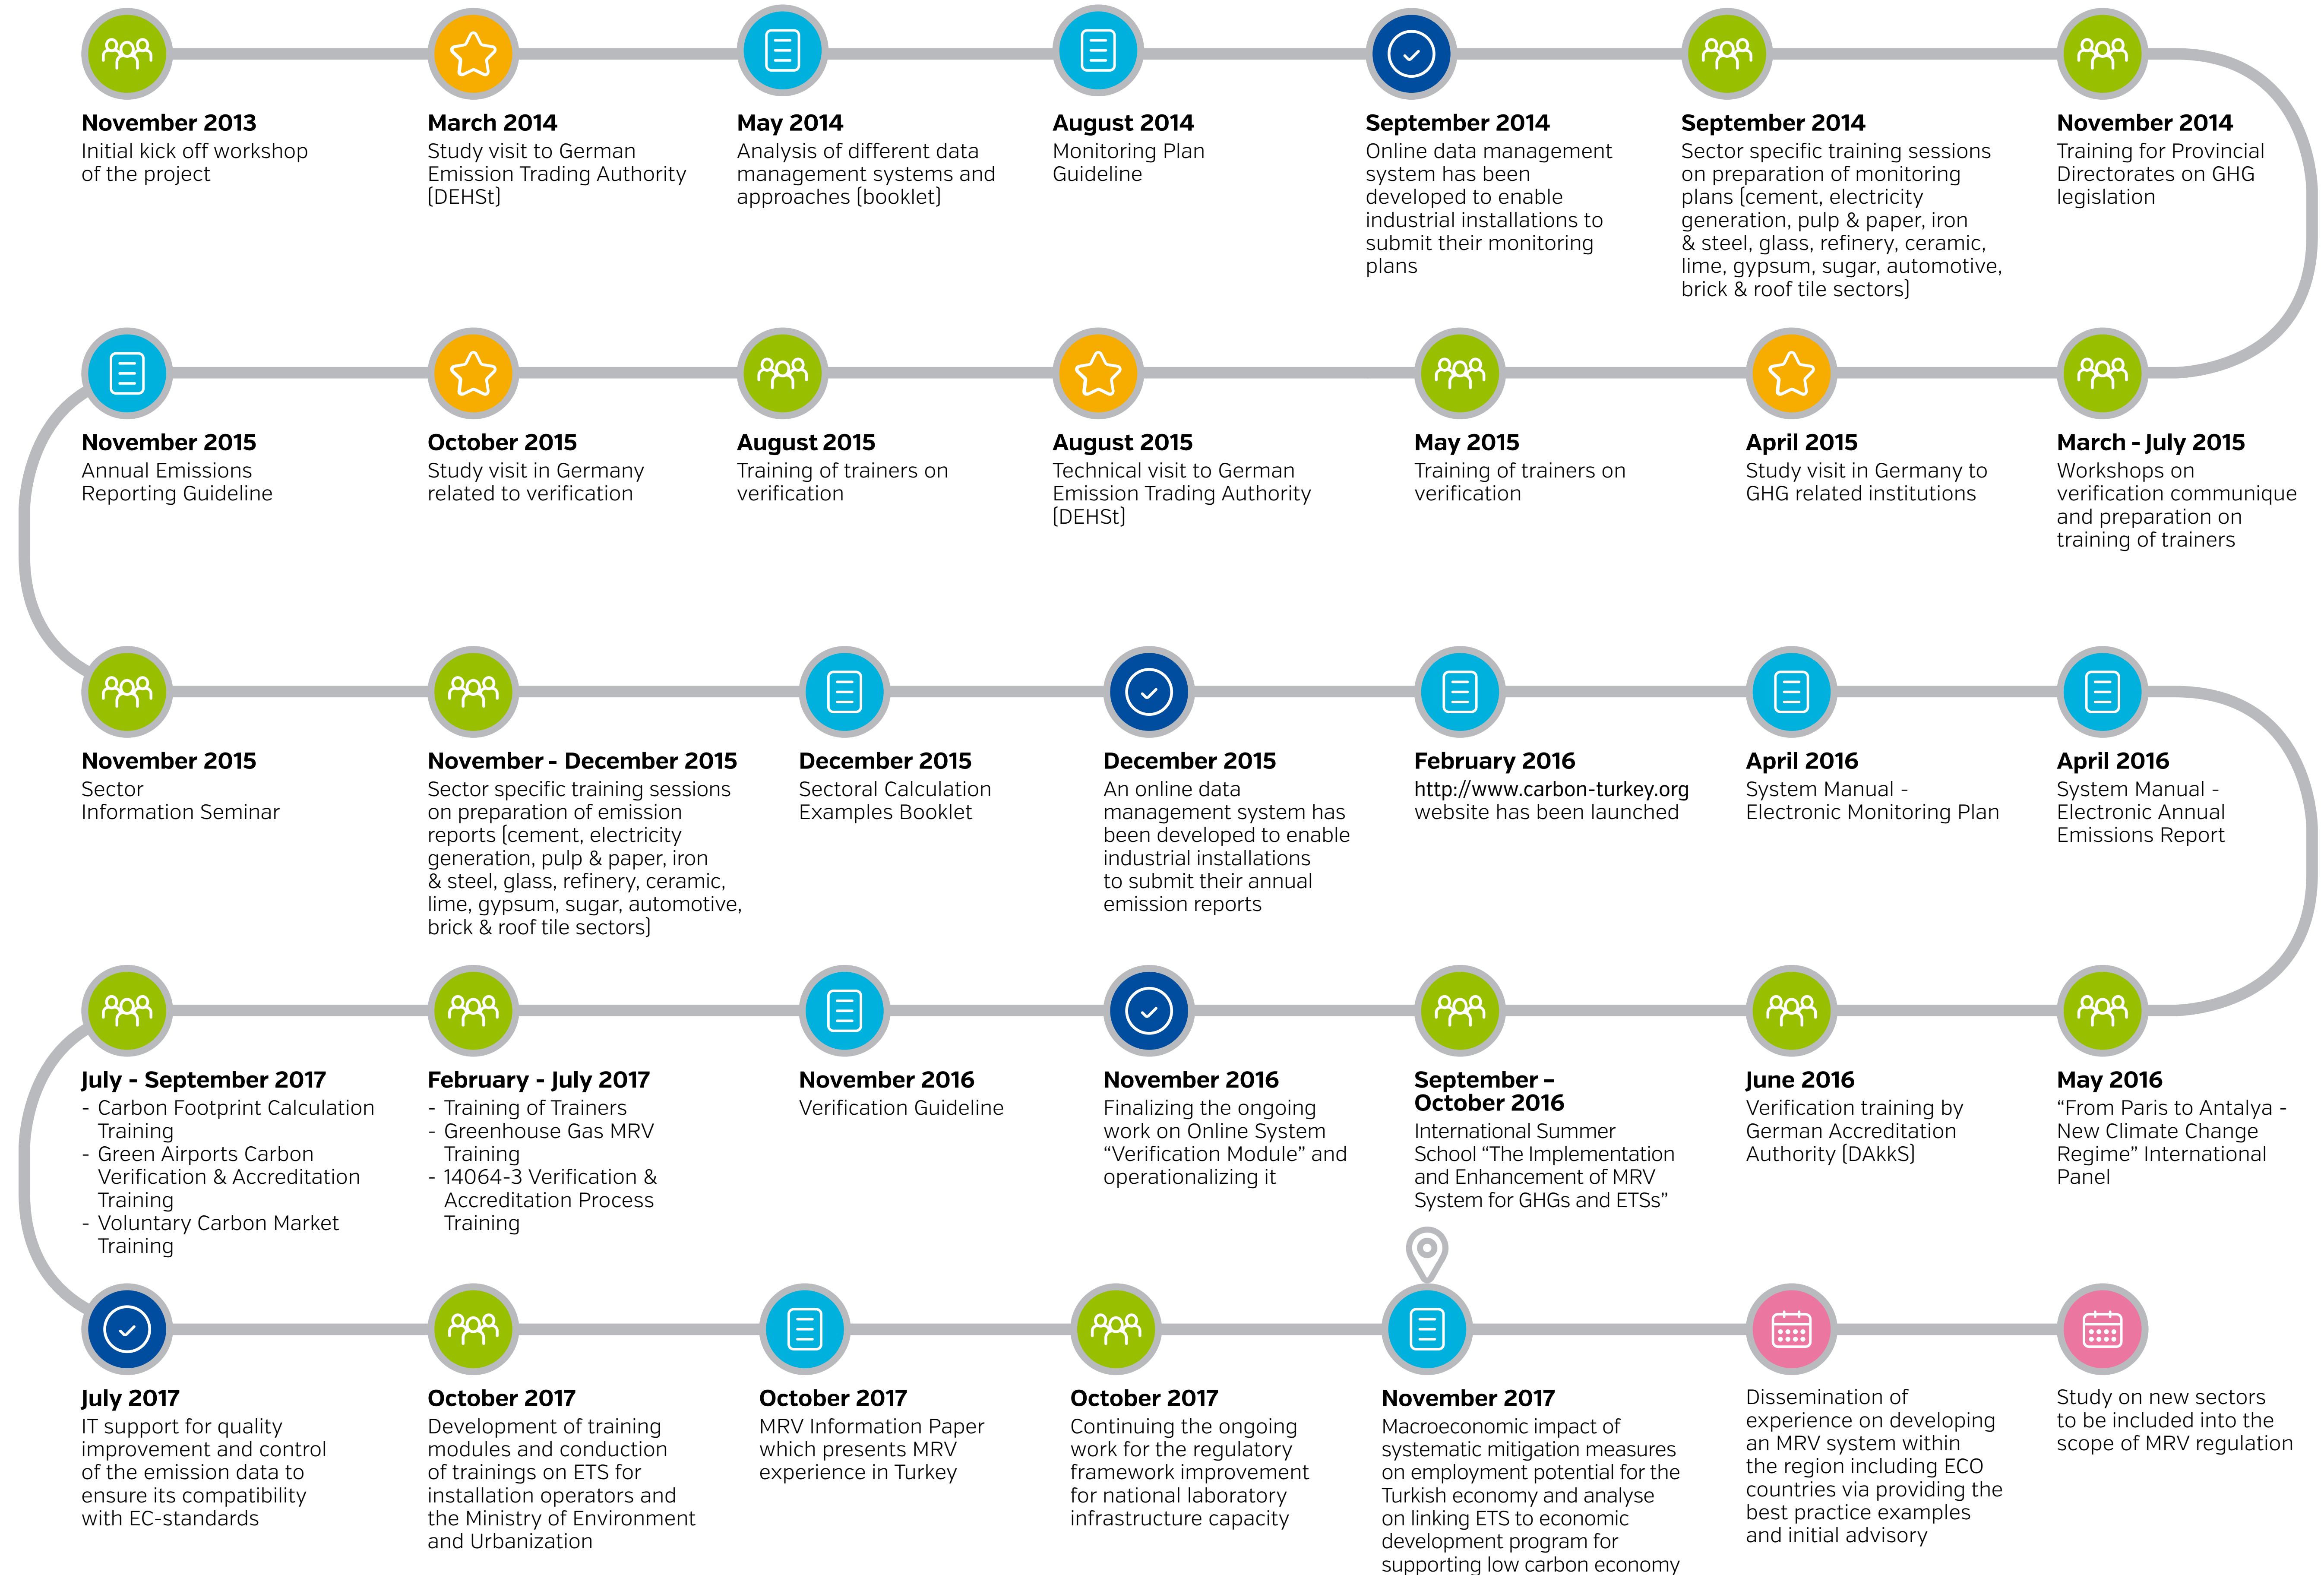 November 2013
Initial kick off workshop
of the project
March 2014
Study visit to German
Emission Trading Authority
(DEHSt)
May 2014
Analysis of different data
management systems and
approaches (booklet)
August 2014
Monitoring Plan
Guideline
September 2014
Online data management
system has been
developed to enable
industrial installations to
submit their monitoring
plans
September 2014
Sector specific training sessions
on preparation of monitoring
plans (cement, electricity
generation, pulp & paper, iron
& steel, glass, refinery, ceramic,
lime, gypsum, sugar, automotive,
brick & roof tile sectors)
November 2014
Training for Provincial
Directorates on GHG
legislation
March - July 2015
Workshops on
verification communique
and preparation on
training of trainers
April 2015
Study visit in Germany to
GHG related institutions
May 2015
Training of trainers on
verification
August 2015
Technical visit to German
Emission Trading Authority
(DEHSt)
August 2015
Training of trainers on
verification
October 2015
Study visit in Germany
related to verification
November 2015
Annual Emissions
Reporting Guideline
November 2015
Sector
Information Seminar
November - December 2015
Sector specific training sessions
on preparation of emission
reports (cement, electricity
generation, pulp & paper, iron
& steel, glass, refinery, ceramic,
lime, gypsum, sugar, automotive,
brick & roof tile sectors)
December 2015
Sectoral Calculation
Examples Booklet
December 2015
An online data
management system has
been developed to enable
industrial installations
to submit their annual
emission reports
February 2016
http://www.carbon-turkey.org
website has been launched
April 2016
System Manual -
Electronic Monitoring Plan
April 2016
System Manual -
Electronic Annual
Emissions Report
May 2016
“From Paris to Antalya -
New Climate Change
Regime” International
Panel
June 2016
Verification training by
German Accreditation
Authority (DAkkS)
September –
October 2016
International Summer
School “The Implementation
and Enhancement of MRV
System for GHGs and ETSs”
November 2016
Finalizing the ongoing
work on Online System
“Verification Module” and
operationalizing it
November 2016
Verification Guideline
February - July 2017
- Training of Trainers
- Greenhouse Gas MRV
Training
- 14064-3 Verification &
Accreditation Process
Training
July - September 2017
- Carbon Footprint Calculation
Training
- Green Airports Carbon
Verification & Accreditation
Training
- Voluntary Carbon Market
Training
July 2017
IT support for quality
improvement and control
of the emission data to
ensure its compatibility
with EC-standards
October 2017
Development of training
modules and conduction
of trainings on ETS for
installation operators and
the Ministry of Environment
and Urbanization
October 2017
MRV Information Paper
which presents MRV
experience in Turkey
October 2017
Continuing the ongoing
work for the regulatory
framework improvement
for national laboratory
infrastructure capacity
November 2017
Macroeconomic impact of
systematic mitigation measures
on employment potential for the
Turkish economy and analyse
on linking ETS to economic
development program for
supporting low carbon economy
Dissemination of
experience on developing
an MRV system within
the region including ECO
countries via providing the
best practice examples
and initial advisory
Study on new sectors
to be included into the
scope of MRV regulation